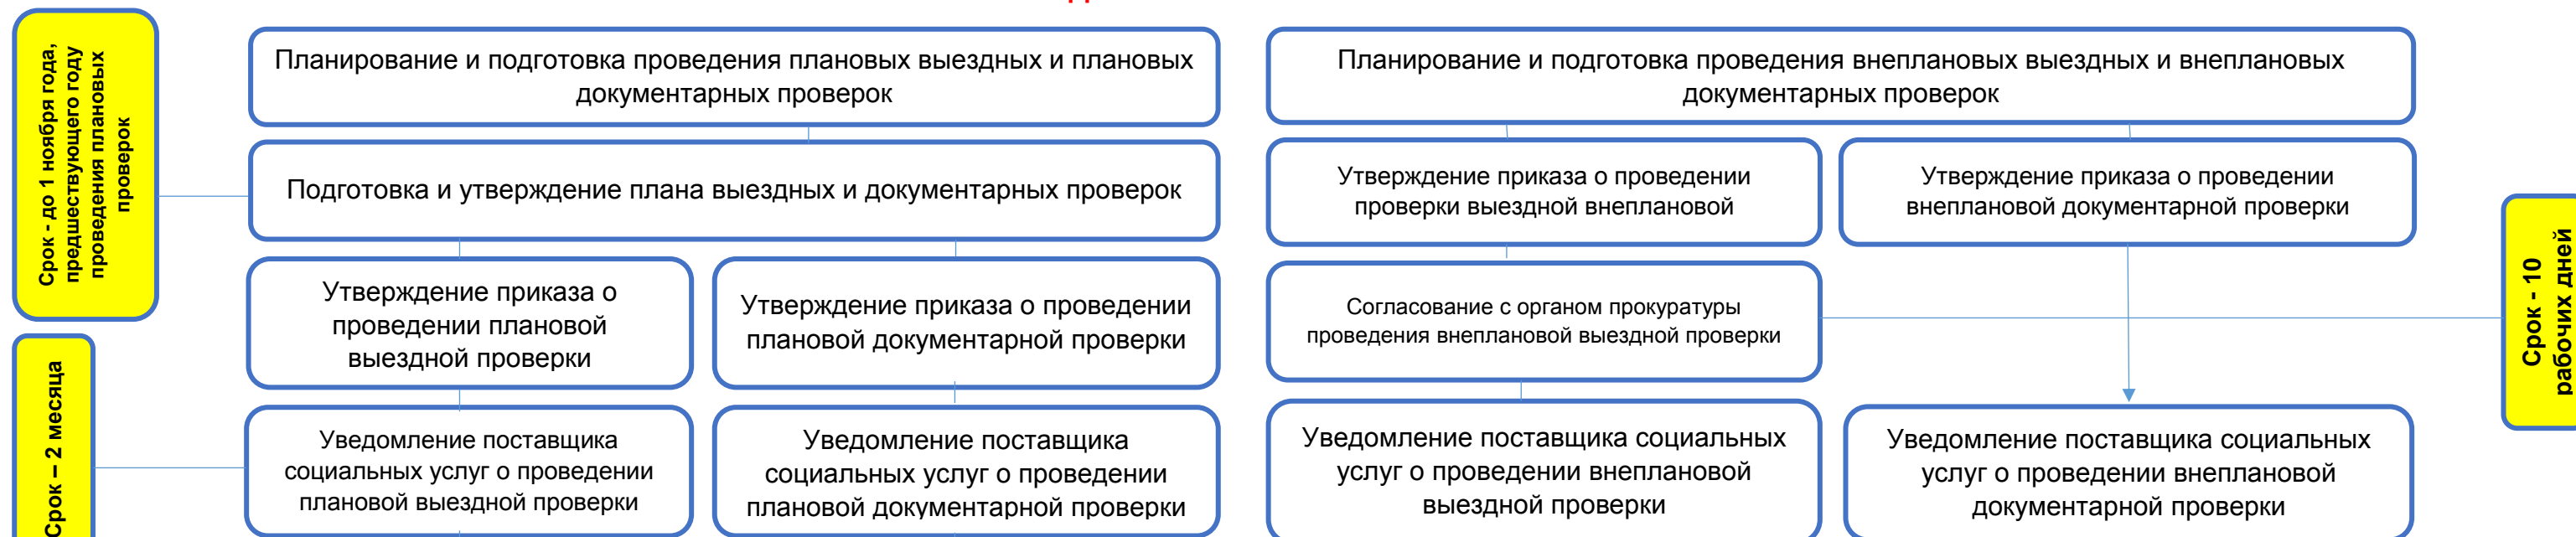 Срок - до 1 ноября года,
предшествующего году
проведения плановых
проверок
Планирование и подготовка проведения плановых выездных и плановых
документарных проверок
Подготовка и утверждение плана выездных и документарных проверок
Утверждение приказа о
проведении плановой
выездной проверки
Утверждение приказа о проведении
плановой документарной проверки
Срок – 2 месяца
Уведомление поставщика
социальных услуг о проведении
плановой выездной проверки
Уведомление поставщика
социальных услуг о проведении
плановой документарной проверки
Планирование и подготовка проведения внеплановых выездных и внеплановых
документарных проверок
Утверждение приказа о проведении
проверки выездной внеплановой
Утверждение приказа о проведении
внеплановой документарной проверки
Согласование с органом прокуратуры
проведения внеплановой выездной проверки
Срок - 10
рабочих дней
Уведомление поставщика социальных
услуг о проведении внеплановой
выездной проверки
Уведомление поставщика социальных
услуг о проведении внеплановой
документарной проверки